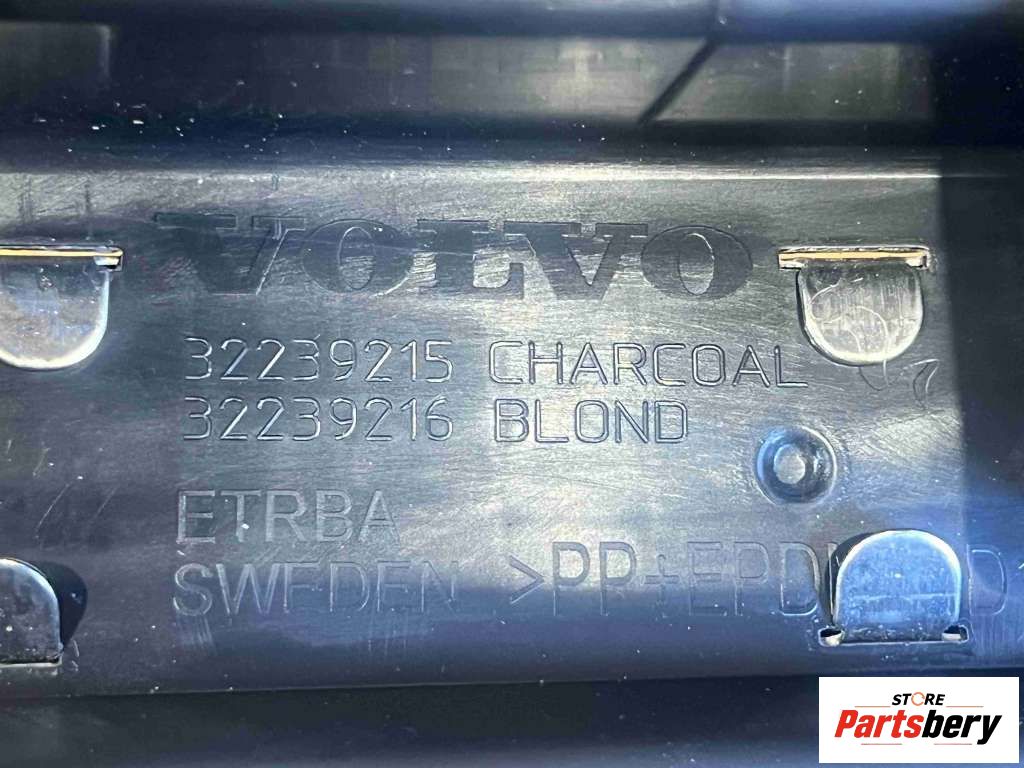 VOLVO
32239215 CHARCOAL
32239216 BLOND
ETRBA
SWEDEN
STORE
Partsbery